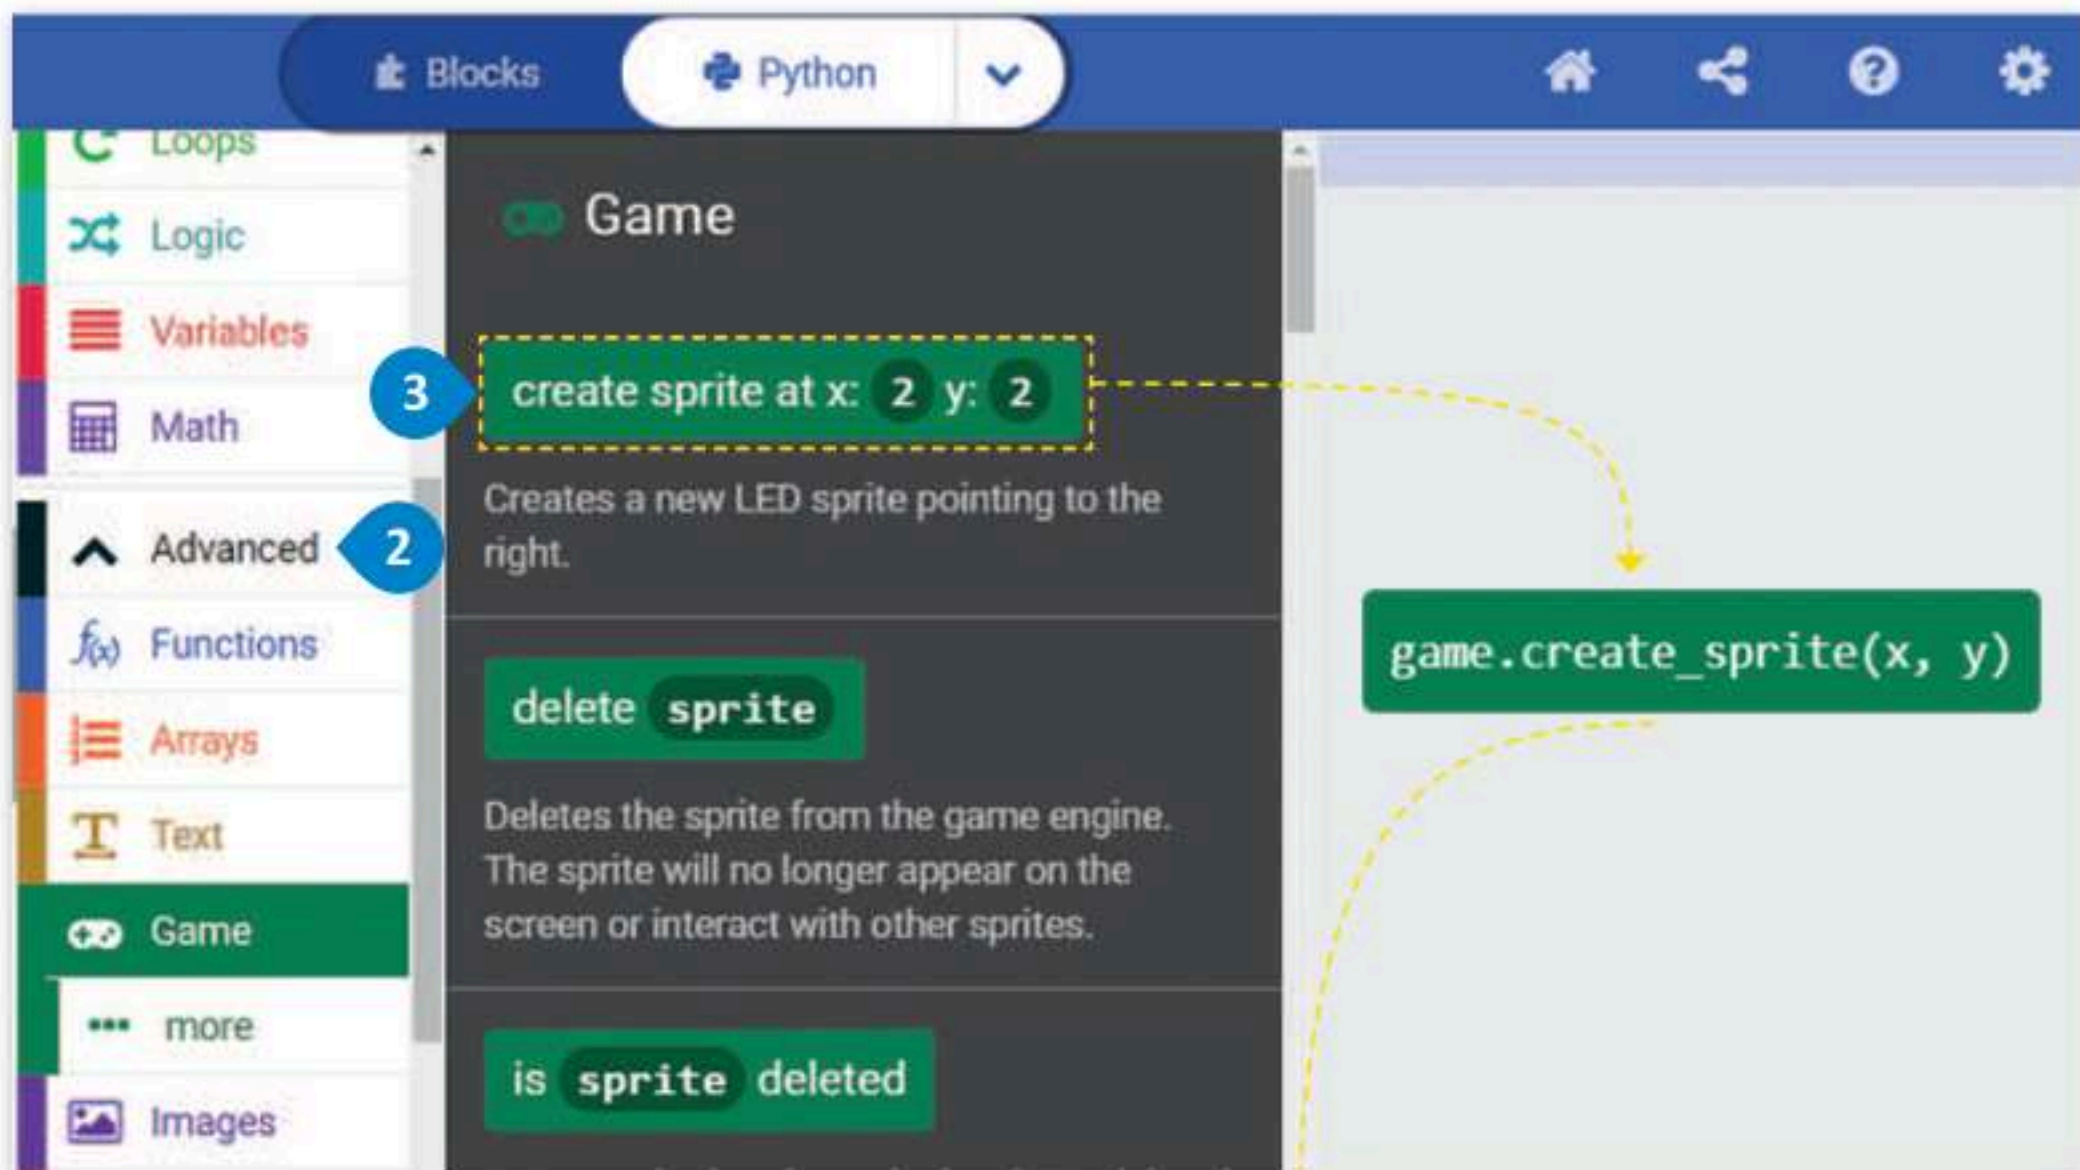 Blocks
Python
Loops
Logic
Variables
Math
Advanced
Functions
Arrays
Text
Game
more
Images
2
3
Game
create sprite at x: 2 y: 2
Creates a new LED sprite pointing to the
right.
delete sprite
Deletes the sprite from the game engine.
The sprite will no longer appear on the
screen or interact with other sprites.
is sprite deleted
game.create_sprite(x, y)